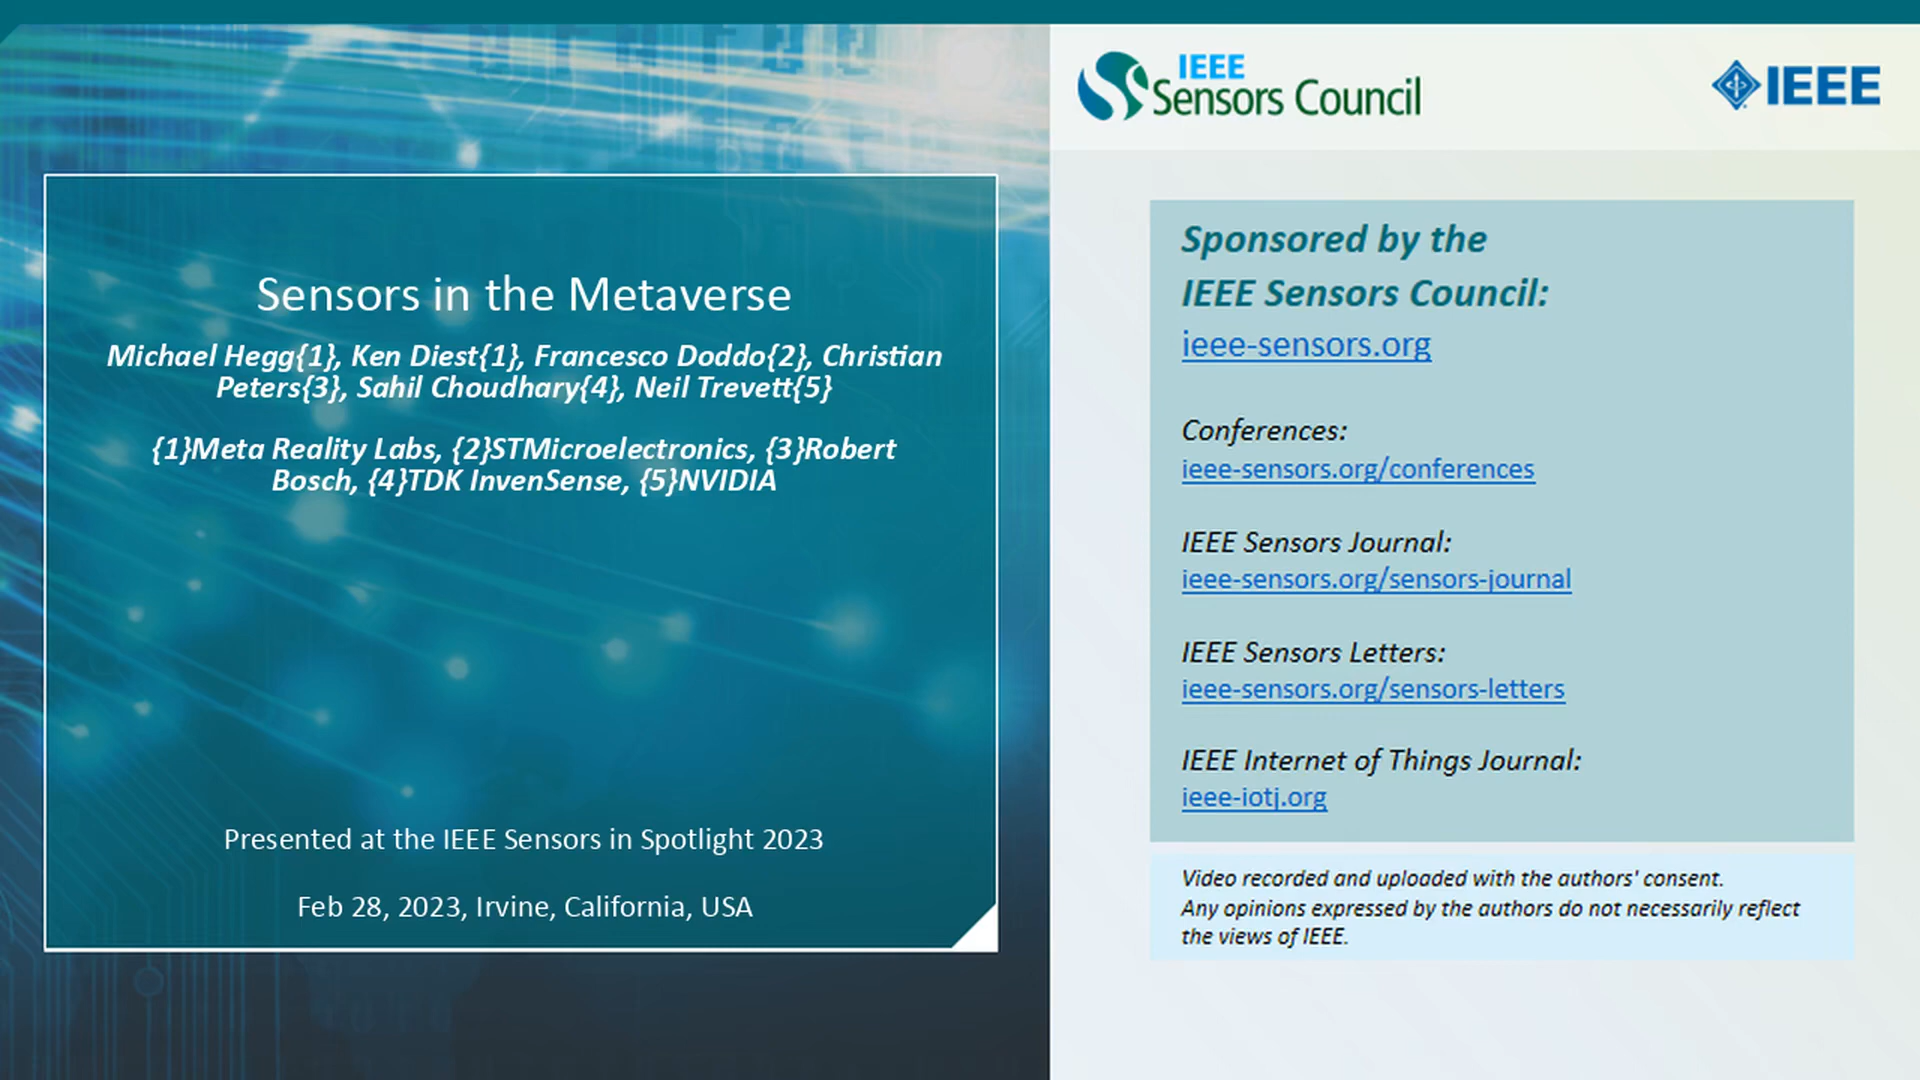 Sensors in the Metaverse
Michael Hegg{1}, Ken Diest{1}, Francesco Doddo{2}, Christian
Peters{3}, Sahil Choudhary{4}, Neil Trevett{5}
{1}Meta Reality Labs, {2}STMicroelectronics, {3}Robert
Bosch, {4}TDK InvenSense, {5}NVIDIA
Presented at the IEEE Sensors in Spotlight 2023
Feb 28, 2023, Irvine, California, USA
IEEE
Sensors Council
IEEE
Sponsored by the
IEEE Sensors Council:
ieee-sensors.org
Conferences:
ieee-sensors.org/conferences
IEEE Sensors Journal:
ieee-sensors.org/sensors-journal
IEEE Sensors Letters:
ieee-sensors.org/sensors-letters
IEEE Internet of Things Journal:
ieee-iotj.org
Video recorded and uploaded with the authors' consent.
Any opinions expressed by the authors do not necessarily reflect
the views of IEEE.